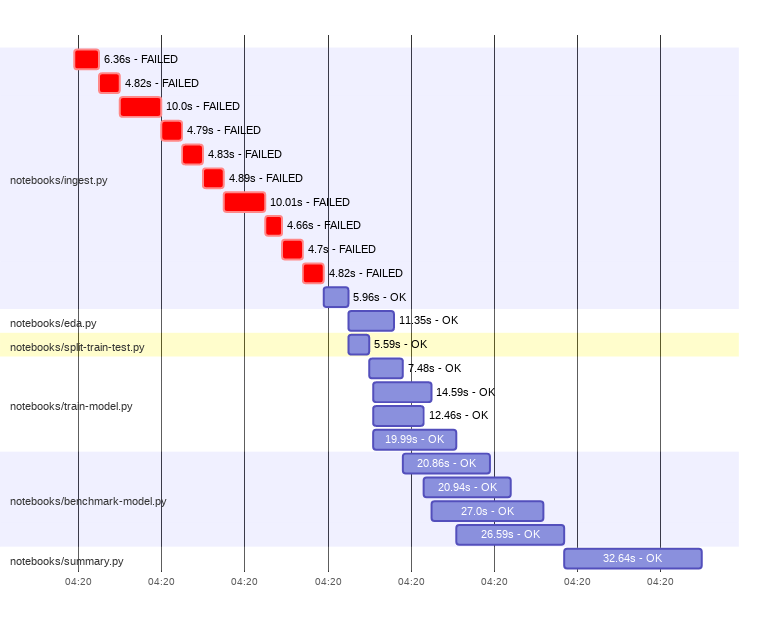 6.36s - FAILED
4.82s - FAILED
10.0s - FAILED
4.79s - FAILED
4.83s - FAILED
notebooks/ingest.py
4.89s - FAILED
10.01s - FAILED
4.66s - FAILED
4.7s - FAILED
4.82s - FAILED
5.96s - OK
notebooks/eda.py
11.35s - OK
notebooks/split-train-test.py
5.59s - OK
7.48s - OK
14.59s - OK
notebooks/train-model.py
12.46s - OK
19.99s - OK
20.86s - OK
20.94s - OK
notebooks/benchmark-model.py
27.0s - OK
26.59s - OK
notebooks/summary.py
32.64s - OK
04:20 04:20 04:20 04:20 04:20 04:20 04:20 04:20